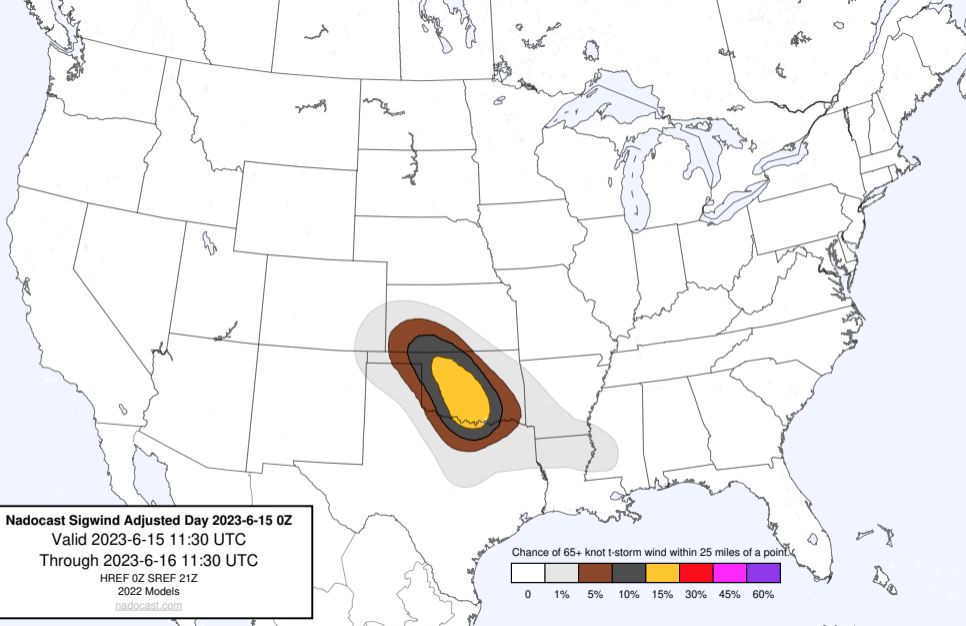 Nadocast Sigwind Adjusted Day 2023-6-15 0Z
Valid 2023-6-15 11:30 UTC
Through 2023-6-16 11:30 UTC
HREF 0Z SREF 21Z
2022 Models
nadocast.com
Chance of 65+ knot t-storm wind within 25 miles of a point.
0 1% 5% 10% 15% 30% 45% 60%